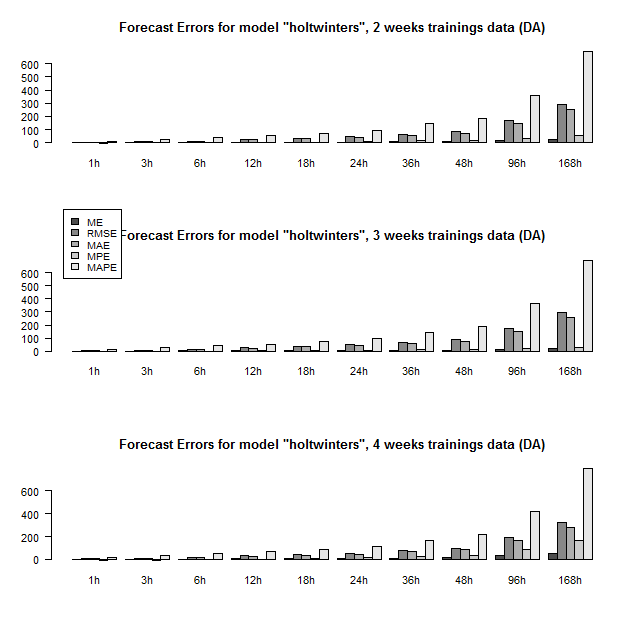 Forecast Errors for model "holtwinters", 2 weeks trainings data (DA)
600
500
400
300
200
100
0
1h 3h 6h 12h 18h 24h 36h 48h 96h 168h
Forecast Errors for model "holtwinters", 3 weeks trainings data (DA)
ME
RMSE
MAE
MPE
MAPE
600
500
400
300
200
100
0
1h 3h 6h 12h 18h 24h 36h 48h 96h 168h
Forecast Errors for model "holtwinters", 4 weeks trainings data (DA)
600
400
200
0
1h 3h 6h 12h 18h 24h 36h 48h 96h 168h